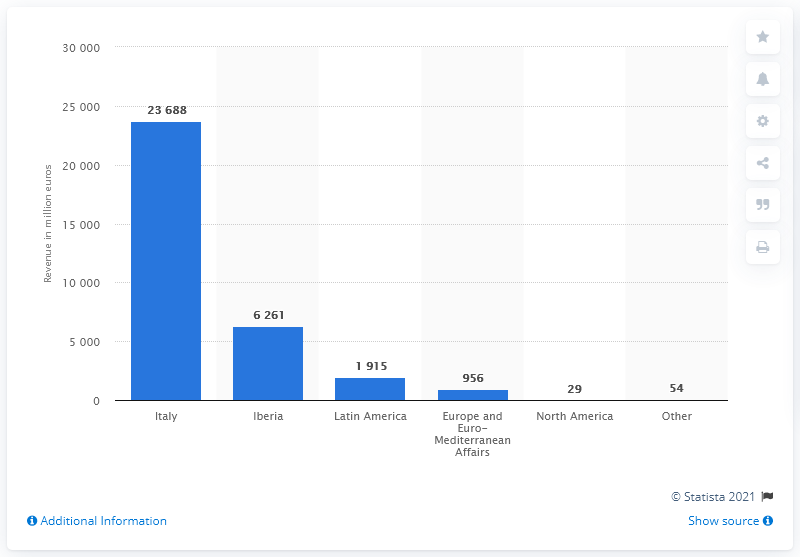 30 000
25 000
20 000
15 000
10 000
5 000
0
Revenue in million euros
23 688
6 261
1 915
956
29
54
Italy
Iberia
Latin America
Europe and
Euro-
Mediterranean
Affairs
North America
Other
© Statista 2021
Additional Information
Show source